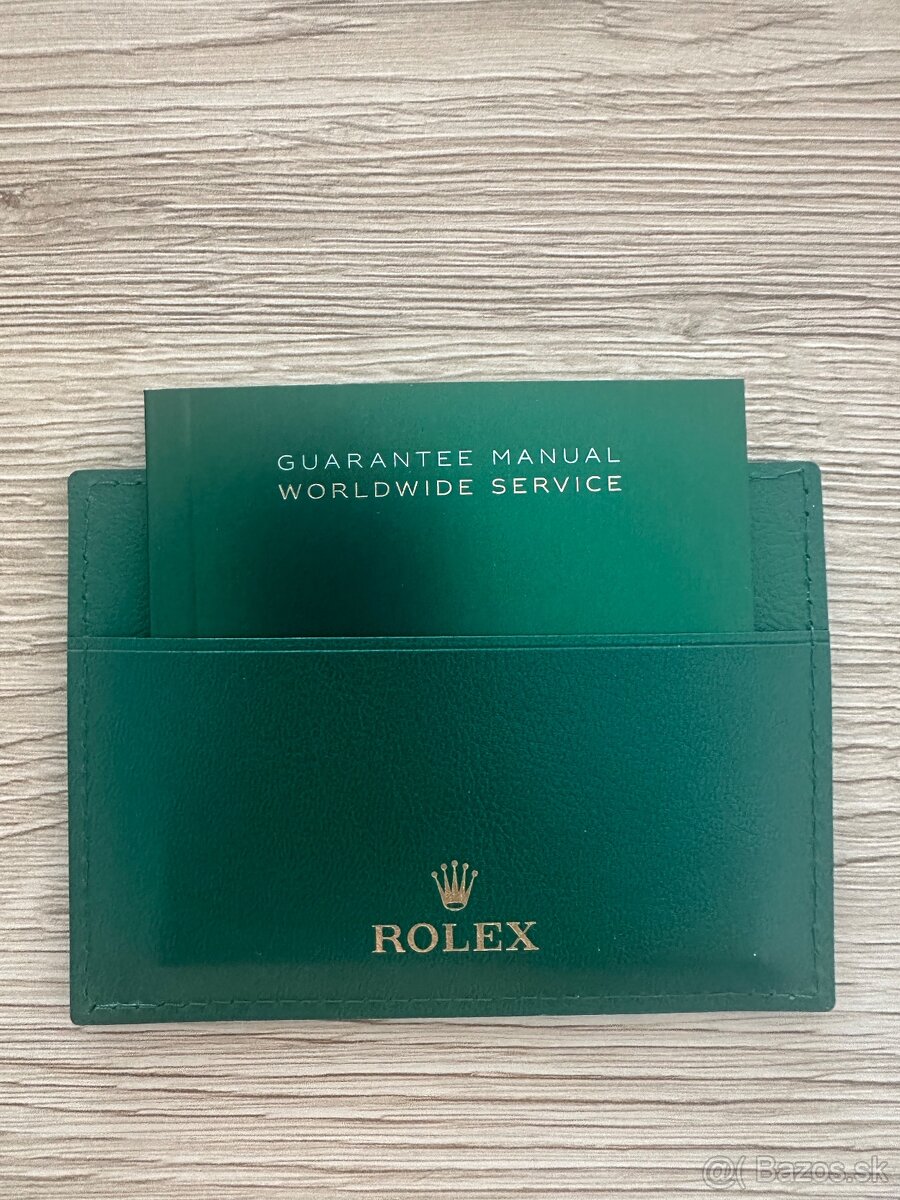 GUARANTEE MANUAL
WORLDWIDE SERVICE
ROLEX
@( Bazos.sk